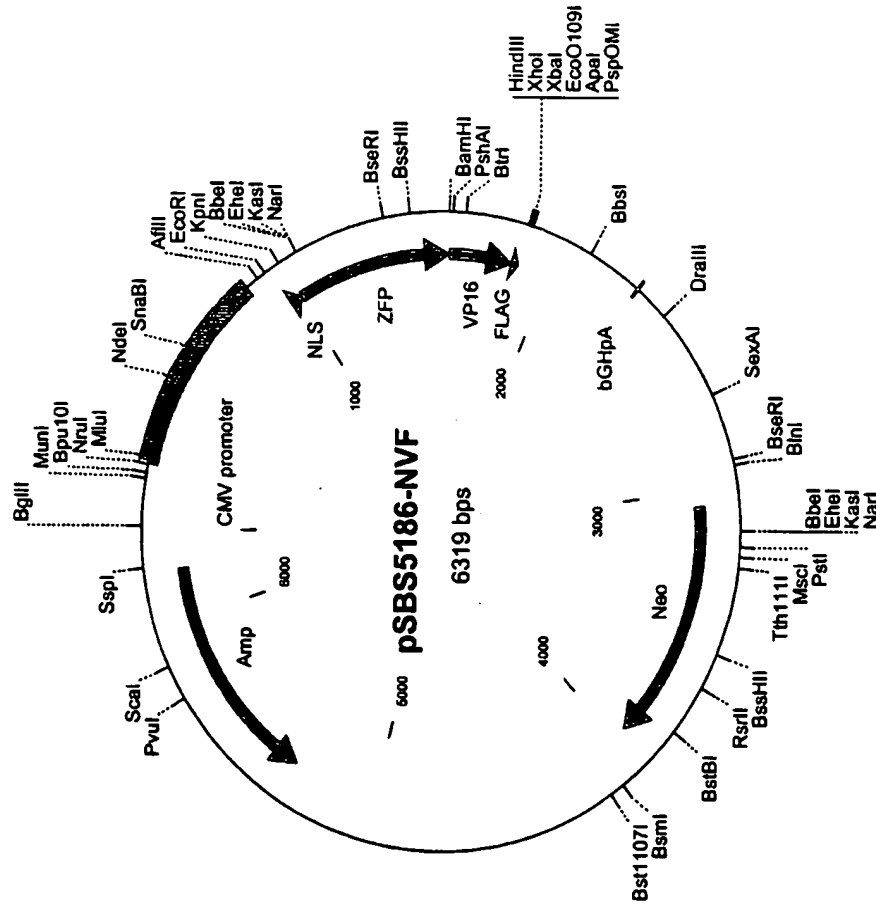 BglII
MunI
Bpu10I
NruI
MluI
NdeI
SnaBI
AflII
EcoRI
KpnI
BbeI
EheI
KasI
NarI
BseRI
BssHII
BamHI
PshAI
BtrI
HindIII
XhoI
XbaI
EcoO109I
ApaI
PspOMI
BbsI
DraIII
SexAI
BseRI
BlnI
BbeI
EheI
KasI
NarI
PstI
MscI
Tth111I
BssHII
RsrII
BstBI
BsmI
Bst1107I
PvuI
ScaI
SspI
CMV promoter
NLS
ZFP
VP16
FLAG
bGHpA
Neo
Amp
1000
2000
3000
4000
5000
6000
pSBS5186-NVF
6319 bps